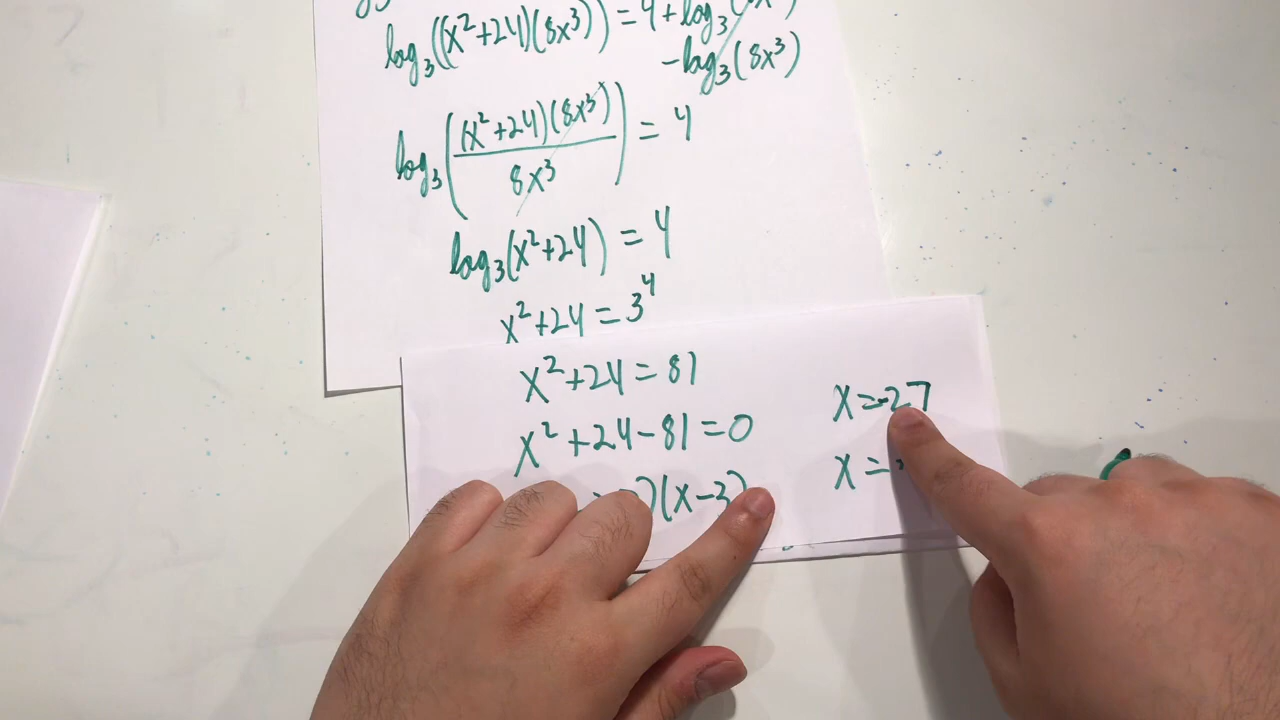 log₃((x²+24)(8x³)) = 4 + log₃
-log₃(8x³)
log₃((x²+24)(8x³)/8x³) = 4
log₃(x²+24) = 4
x²+24 = 3⁴
x²+24 = 81
x²+24-81 = 0
)(x-3)
x = -27
x =